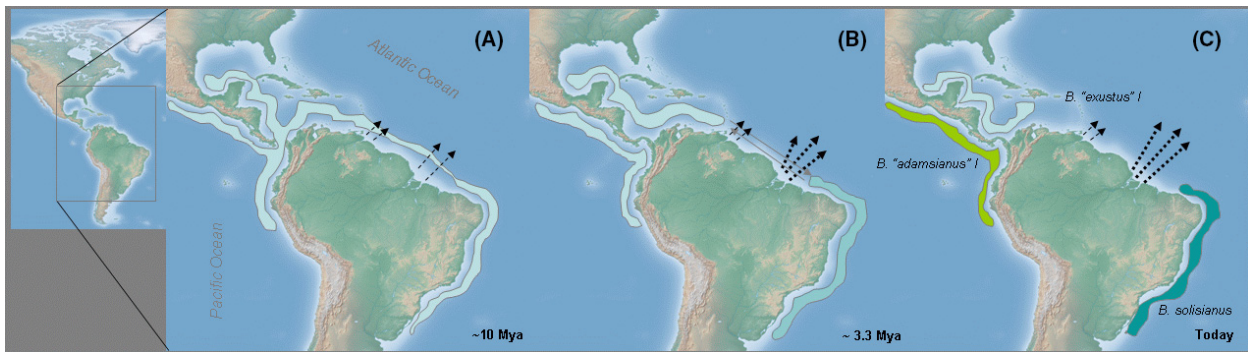 (A)
Atlantic Ocean
Pacific Ocean
~10 Mya
(B)
~ 3.3 Mya
(C)
B. "exustus" I
B. "adamsianus" I
B. solisianus
Today